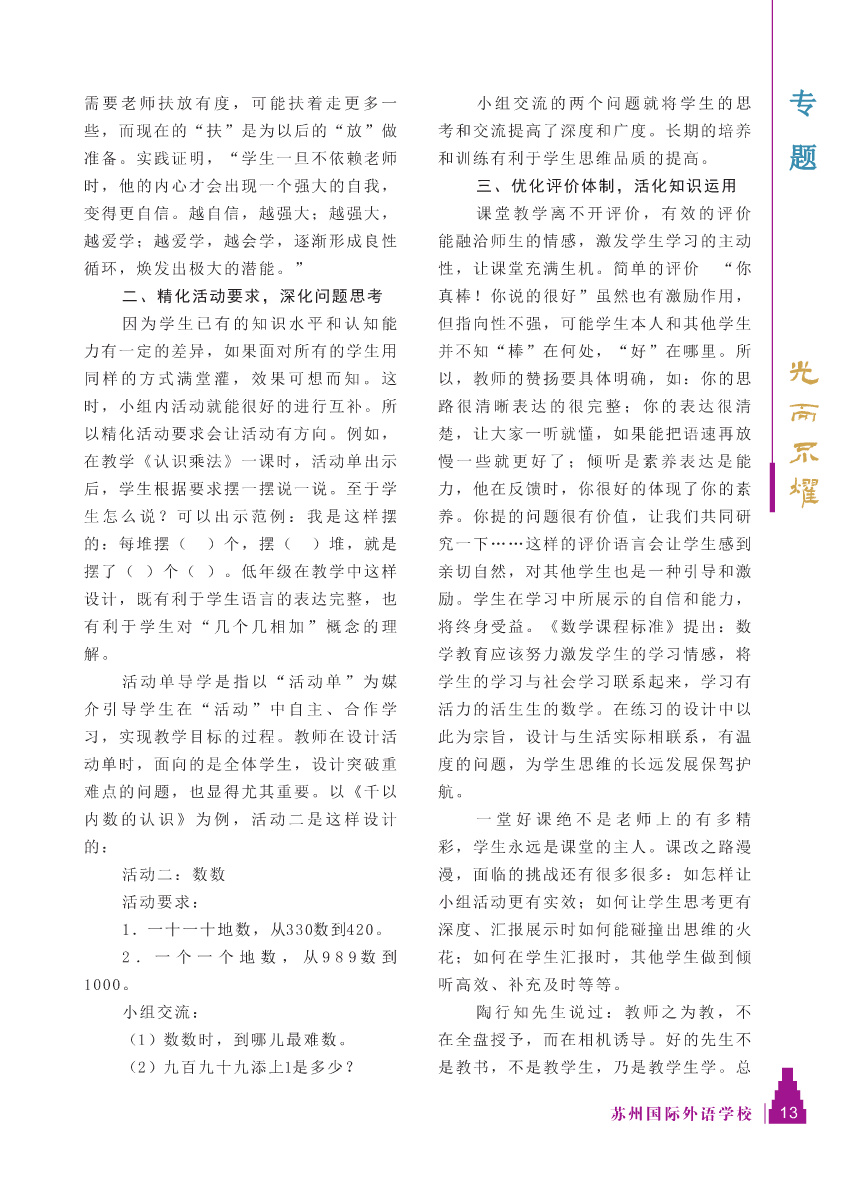 需要老师扶放有度，可能扶着走更多一
些，而现在的“扶”是为以后的“放”做
准备。实践证明，“学生一旦不依赖老师
时，他的内心才会出现一个强大的自我，
变得更自信。越自信，越强大；越强大，
越爱学；越爱学，越会学，逐渐形成良性
循环，焕发出极大的潜能。”
二、精化活动要求，深化问题思考
因为学生已有的知识水平和认知能
力有一定的差异，如果面对所有的学生用
同样的方式满堂灌，效果可想而知。这
时，小组内活动就能很好的进行互补。所
以精化活动要求会让活动有方向。例如，
在教学《认识乘法》一课时，活动单出示
后，学生根据要求摆一摆说一说。至于学
生怎么说？可以出示范例：我是这样摆
的：每堆摆（　）个，摆（　）堆，就是
摆了（ ）个（ ）。低年级在教学中这样
设计，既有利于学生语言的表达完整，也
有利于学生对“几个几相加”概念的理
解。
活动单导学是指以“活动单”为媒
介引导学生在“活动”中自主、合作学
习，实现教学目标的过程。教师在设计活
动单时，面向的是全体学生，设计突破重
难点的问题，也显得尤其重要。以《千以
内数的认识》为例，活动二是这样设计
的：
活动二：数数
活动要求：
1．一十一十地数，从330数到420。
2．一个一个地数，从989数到
1000。
小组交流：
（1）数数时，到哪儿最难数。
（2）九百九十九添上1是多少？
小组交流的两个问题就将学生的思
考和交流提高了深度和广度。长期的培养
和训练有利于学生思维品质的提高。
三、优化评价体制，活化知识运用
课堂教学离不开评价，有效的评价
能融洽师生的情感，激发学生学习的主动
性，让课堂充满生机。简单的评价　“你
真棒！你说的很好”虽然也有激励作用，
但指向性不强，可能学生本人和其他学生
并不知“棒”在何处，“好”在哪里。所
以，教师的赞扬要具体明确，如：你的思
路很清晰表达的很完整；你的表达很清
楚，让大家一听就懂，如果能把语速再放
慢一些就更好了；倾听是素养表达是能
力，他在反馈时，你很好的体现了你的素
养。你提的问题很有价值，让我们共同研
究一下……这样的评价语言会让学生感到
亲切自然，对其他学生也是一种引导和激
励。学生在学习中所展示的自信和能力，
将终身受益。《数学课程标准》提出：数
学教育应该努力激发学生的学习情感，将
学生的学习与社会学习联系起来，学习有
活力的活生生的数学。在练习的设计中以
此为宗旨，设计与生活实际相联系，有温
度的问题，为学生思维的长远发展保驾护
航。
一堂好课绝不是老师上的有多精
彩，学生永远是课堂的主人。课改之路漫
漫，面临的挑战还有很多很多：如怎样让
小组活动更有实效；如何让学生思考更有
深度、汇报展示时如何能碰撞出思维的火
花；如何在学生汇报时，其他学生做到倾
听高效、补充及时等等。
陶行知先生说过：教师之为教，不
在全盘授予，而在相机诱导。好的先生不
是教书，不是教学生，乃是教学生学。总
专题
光而不耀
苏州国际外语学校
13